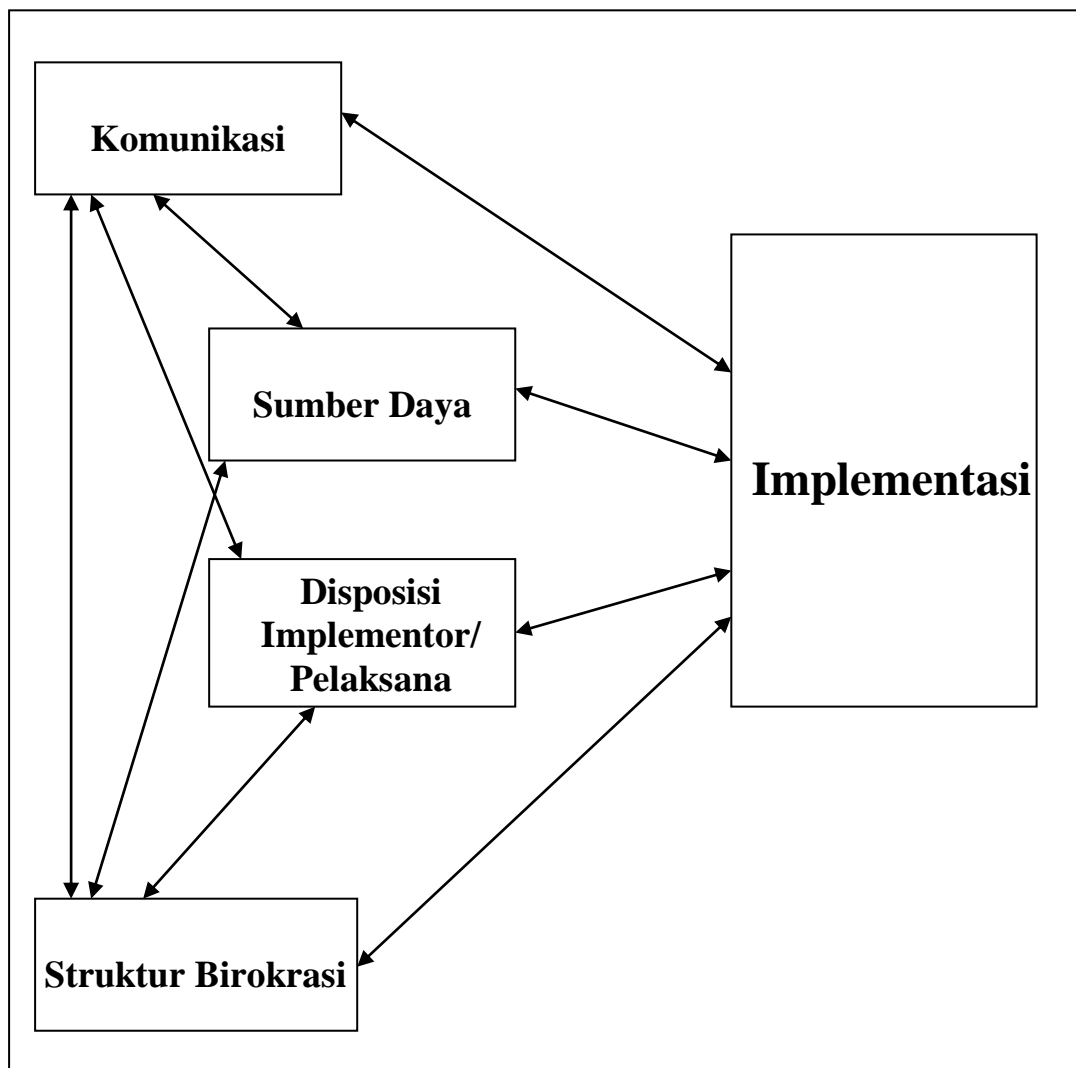 Komunikasi
Sumber Daya
Implementasi
Disposisi
Implementor/
Pelaksana
Struktur Birokrasi